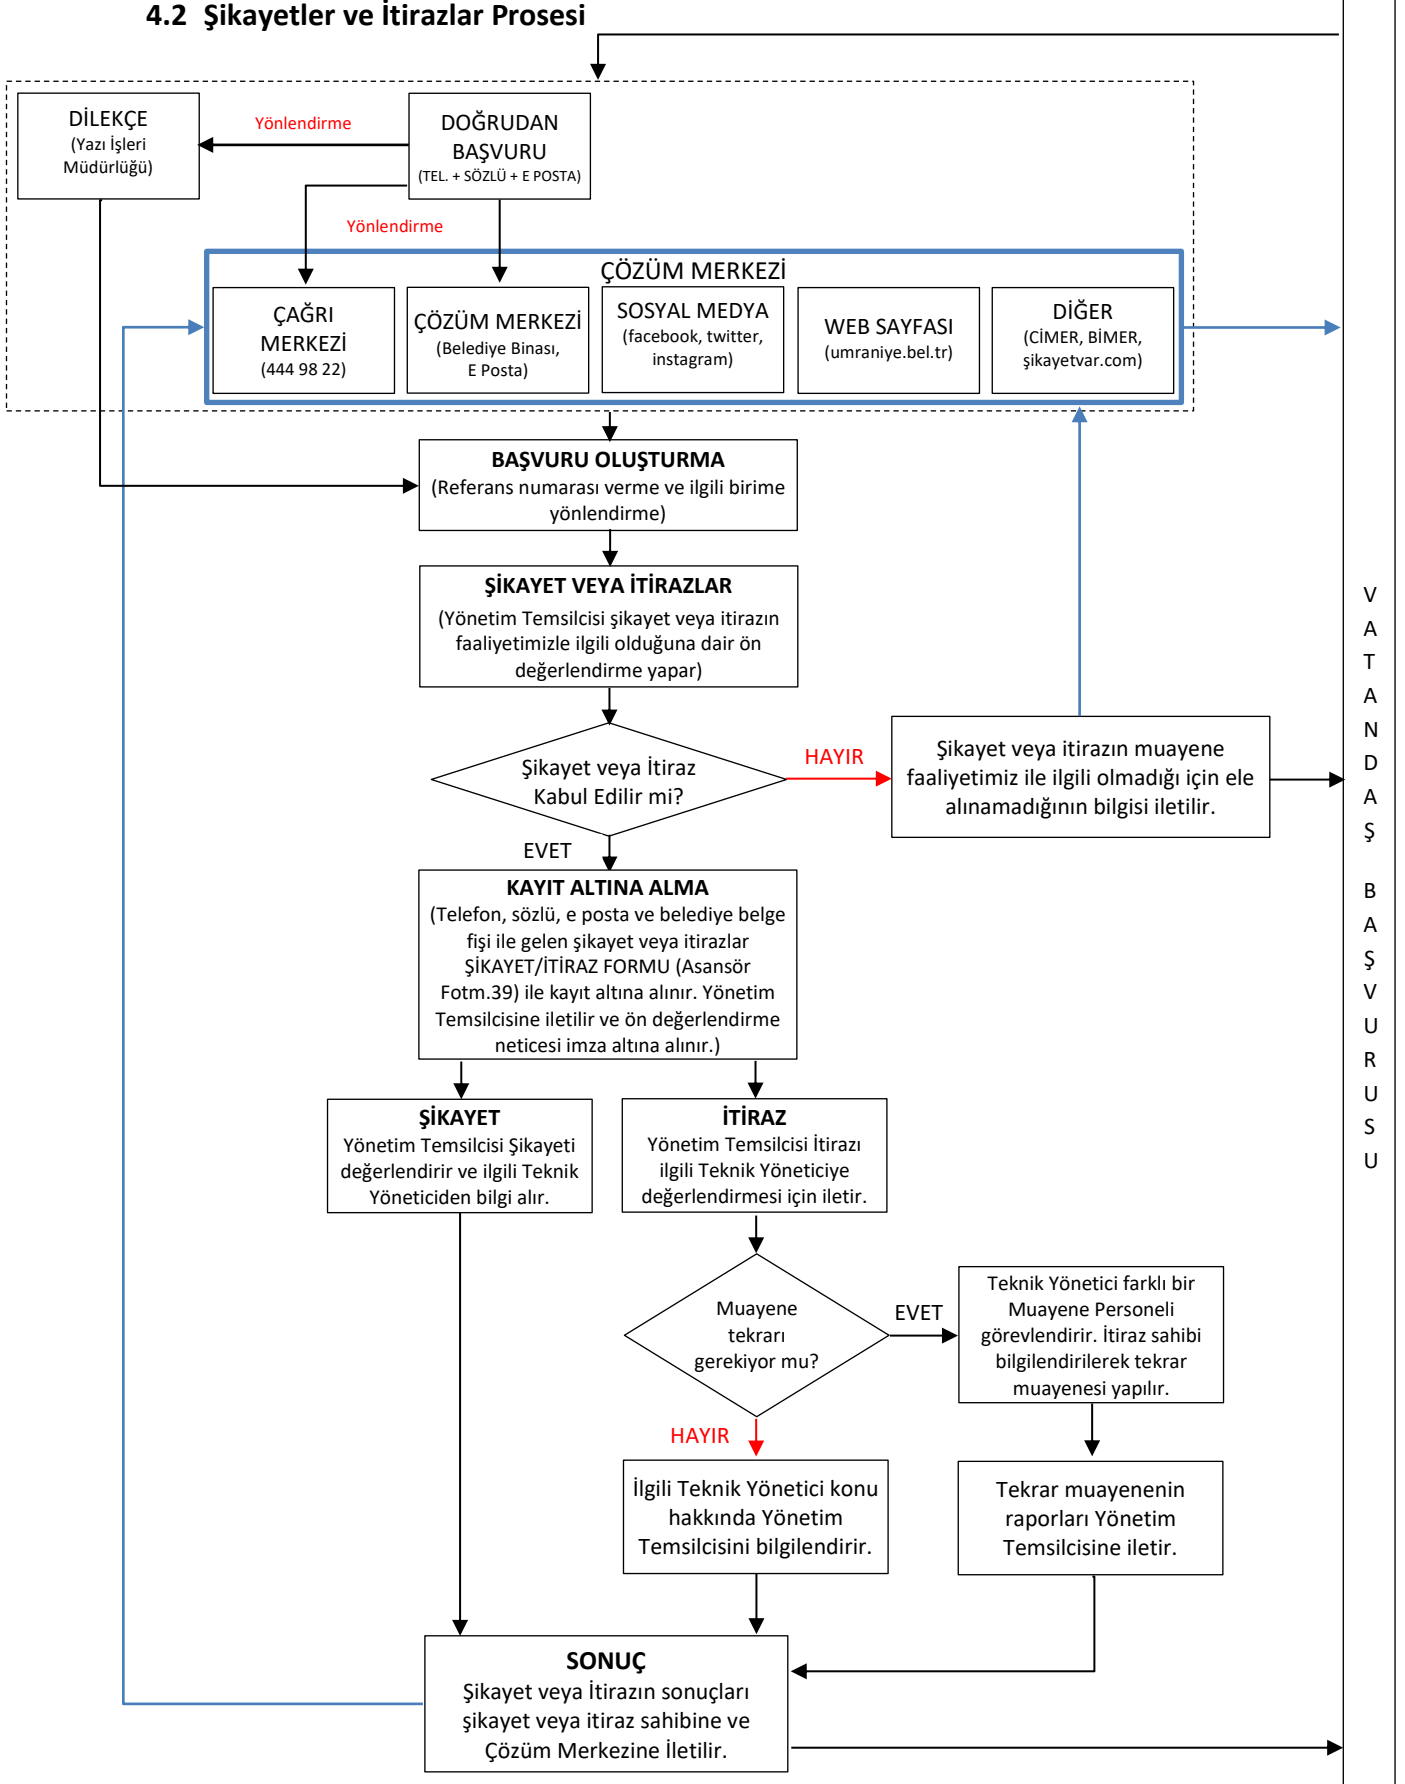 4.2 Şikayetler ve İtirazlar Prosesi
DİLEKÇE
(Yazı İşleri
Müdürlüğü)
Yönlendirme
DOĞRUDAN
BAŞVURU
(TEL. + SÖZLÜ + E POSTA)
Yönlendirme
ÇÖZÜM MERKEZİ
ÇAĞRI
MERKEZİ
(444 98 22)
ÇÖZÜM MERKEZİ
(Belediye Binası,
E Posta)
SOSYAL MEDYA
(facebook, twitter,
instagram)
WEB SAYFASI
(umraniye.bel.tr)
DİĞER
(CİMER, BİMER,
şikayetvar.com)
BAŞVURU OLUŞTURMA
(Referans numarası verme ve ilgili birime
yönlendirme)
ŞİKAYET VEYA İTİRAZLAR
(Yönetim Temsilcisi şikayet veya itirazın
faaliyetimizle ilgili olduğuna dair ön
değerlendirme yapar)
Şikayet veya İtiraz
Kabul Edilir mi?
HAYIR
Şikayet veya itirazın muayene
faaliyetimiz ile ilgili olmadığı için ele
alınamadığının bilgisi iletilir.
EVET
KAYIT ALTINA ALMA
(Telefon, sözlü, e posta ve belediye belge
fişi ile gelen şikayet veya itirazlar
ŞİKAYET/İTİRAZ FORMU (Asansör
Fotm.39) ile kayıt altına alınır. Yönetim
Temsilcisine iletilir ve ön değerlendirme
neticesi imza altına alınır.)
ŞİKAYET
Yönetim Temsilcisi Şikayeti
değerlendirir ve ilgili Teknik
Yöneticiden bilgi alır.
İTİRAZ
Yönetim Temsilcisi İtirazı
ilgili Teknik Yöneticiye
değerlendirmesi için iletir.
Muayene
tekrarı
gerekiyor mu?
EVET
Teknik Yönetici farklı bir
Muayene Personeli
görevlendirir. İtiraz sahibi
bilgilendirilerek tekrar
muayenesi yapılır.
HAYIR
İlgili Teknik Yönetici konu
hakkında Yönetim
Temsilcisini bilgilendirir.
Tekrar muayenenin
raporları Yönetim
Temsilcisine iletir.
SONUÇ
Şikayet veya İtirazın sonuçları
şikayet veya itiraz sahibine ve
Çözüm Merkezine İletilir.
V
A
T
A
N
D
A
Ş
B
A
Ş
V
U
R
U
S
U